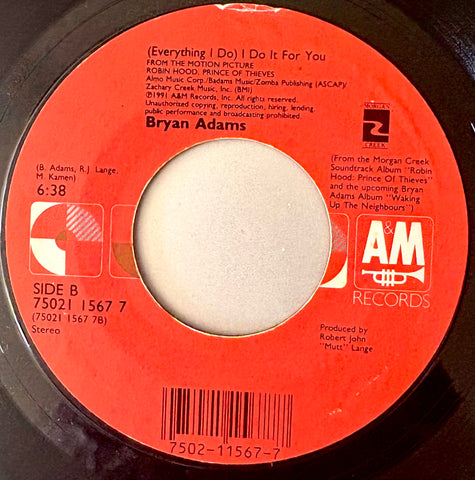 (Everything I Do) I Do It For You
FROM THE MOTION PICTURE
ROBIN HOOD, PRINCE OF THIEVES
Almo Music Corp./Badams Music/Zomba Publishing (ASCAP)/
Zachary Creek Music, Inc. (BMI)
℗1991 A&M Records, Inc. All rights reserved.
Unauthorized copying, reproduction, hiring, lending,
public performance and broadcasting prohibited.
Bryan Adams
MORGAN
CREEK
(B. Adams, R.J. Lange,
M. Kamen)
6:38
(From the Morgan Creek
Soundtrack Album "Robin
Hood: Prince Of Thieves"
and the upcoming Bryan
Adams Album "Waking
Up The Neighbours")
A&M
RECORDS
SIDE B
75021 1567 7
(75021 1567 7B)
Stereo
Produced by
Robert John
"Mutt" Lange
7502-11567-7